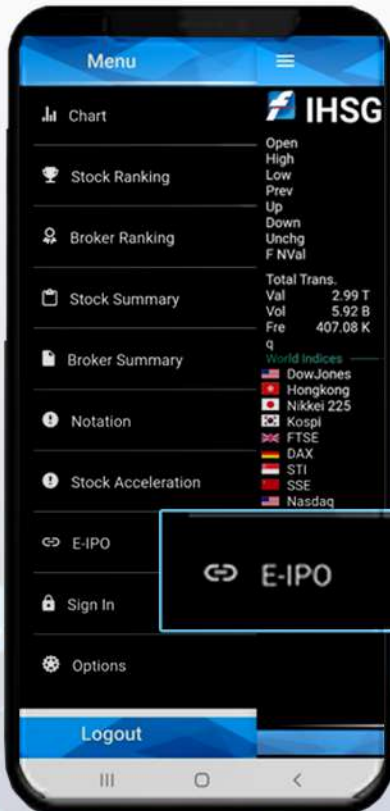 Menu
Chart
Stock Ranking
Broker Ranking
Stock Summary
Broker Summary
Notation
Stock Acceleration
E-IPO
Sign In
Options
Logout
IHSG
Open
High
Low
Prev
Up
Down
Unchg
F NVal
Total Trans.
Val 2.99 T
Vol 5.92 B
Fre 407.08 K
q
World Indices
DowJones
Hongkong
Nikkei 225
Kospi
FTSE
DAX
STI
SSE
Nasdaq
E-IPO